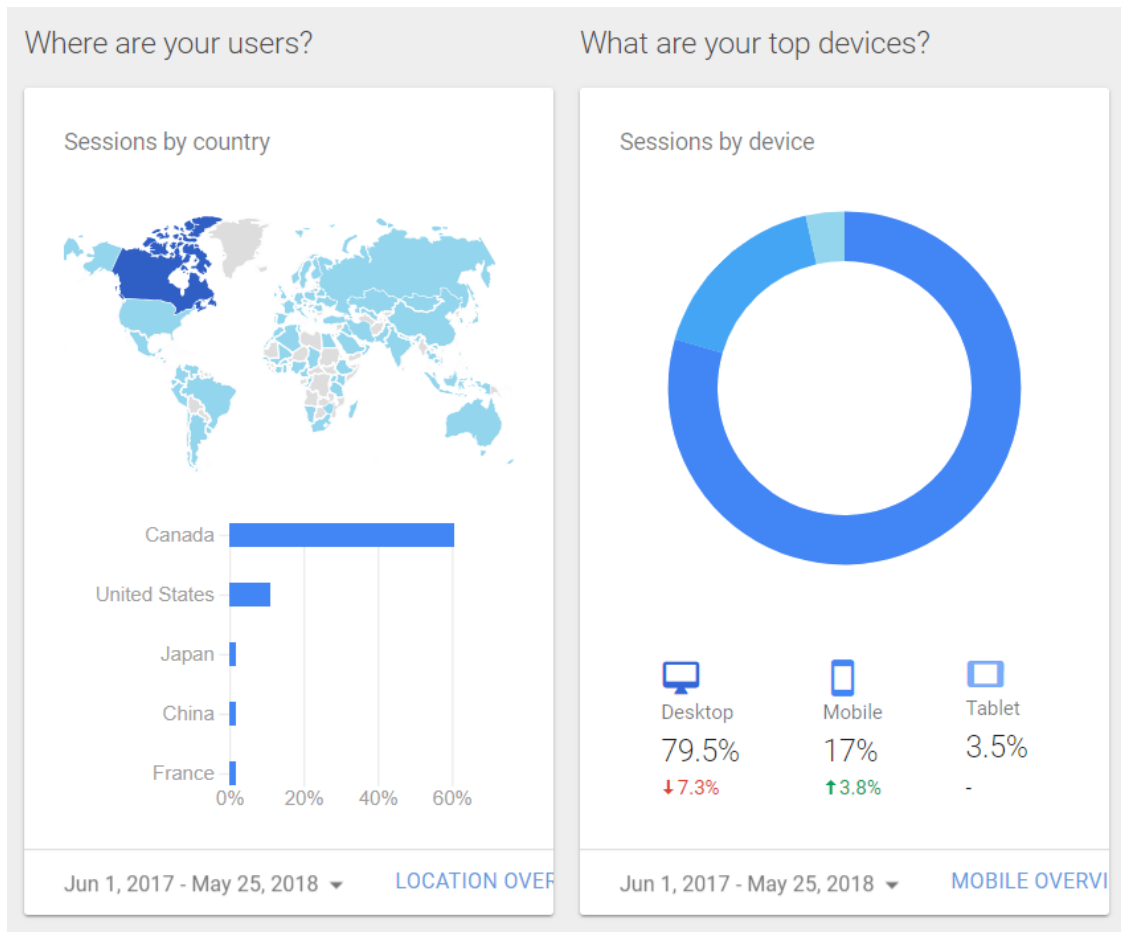 Where are your users?
Sessions by country
Canada
United States
Japan
China
France
0% 20% 40% 60%
Jun 1, 2017 - May 25, 2018
LOCATION OVER
What are your top devices?
Sessions by device
Desktop
79.5%
7.3%
Mobile
17%
3.8%
Tablet
3.5%
-
Jun 1, 2017 - May 25, 2018
MOBILE OVERVI